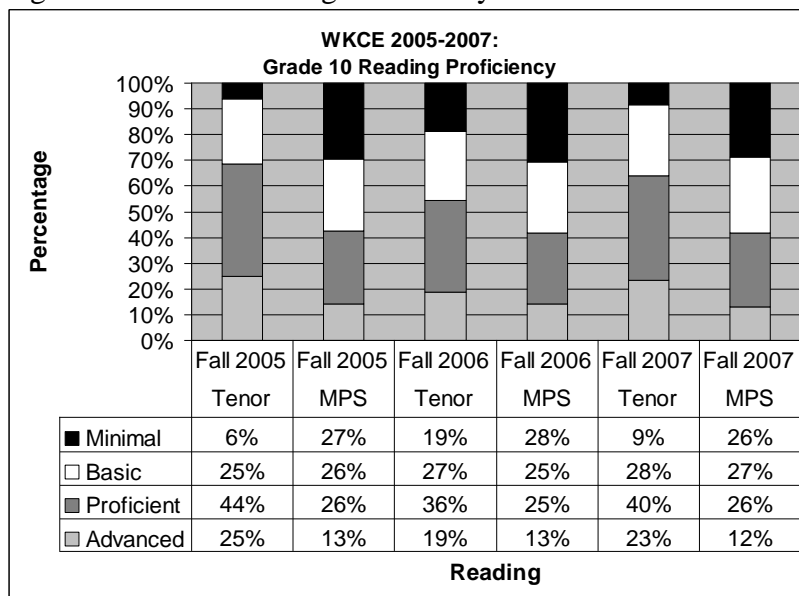 WKCE 2005-2007:
Grade 10 Reading Proficiency
Percentage
100%
90%
80%
70%
60%
50%
40%
30%
20%
10%
0%
Fall 2005 Fall 2005 Fall 2006 Fall 2006 Fall 2007 Fall 2007
Tenor MPS Tenor MPS Tenor MPS
Minimal 6% 27% 19% 28% 9% 26%
Basic 25% 26% 27% 25% 28% 27%
Proficient 44% 26% 36% 25% 40% 26%
Advanced 25% 13% 19% 13% 23% 12%
Reading